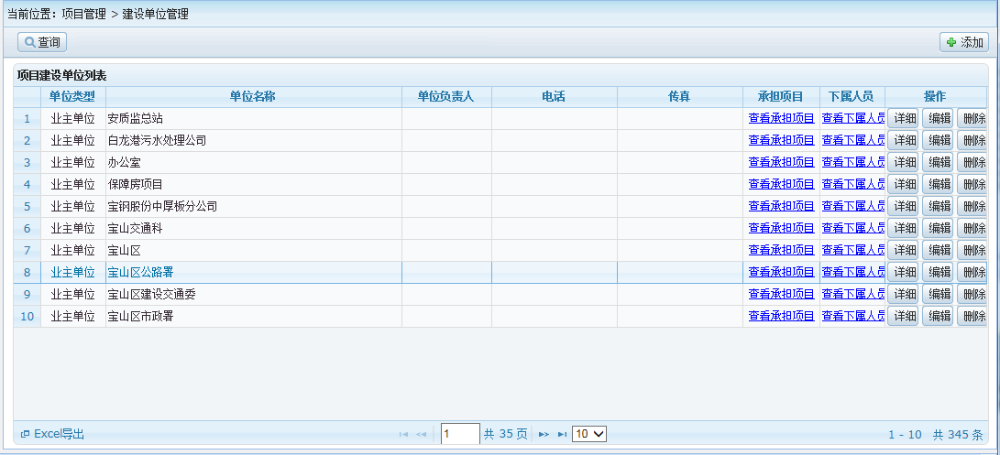 当前位置：项目管理 > 建设单位管理
查询 添加
项目建设单位列表
单位类型 单位名称 单位负责人 电话 传真 承担项目 下属人员 操作
1 业主单位 安质监总站 查看承担项目 查看下属人员 详细 编辑 删除
2 业主单位 白龙港污水处理公司 查看承担项目 查看下属人员 详细 编辑 删除
3 业主单位 办公室 查看承担项目 查看下属人员 详细 编辑 删除
4 业主单位 保障房项目 查看承担项目 查看下属人员 详细 编辑 删除
5 业主单位 宝钢股份中厚板分公司 查看承担项目 查看下属人员 详细 编辑 删除
6 业主单位 宝山交通科 查看承担项目 查看下属人员 详细 编辑 删除
7 业主单位 宝山区 查看承担项目 查看下属人员 详细 编辑 删除
8 业主单位 宝山区公路署 查看承担项目 查看下属人员 详细 编辑 删除
9 业主单位 宝山区建设交通委 查看承担项目 查看下属人员 详细 编辑 删除
10 业主单位 宝山区市政署 查看承担项目 查看下属人员 详细 编辑 删除
Excel导出 1 共 35 页 10 1 - 10 共 345 条